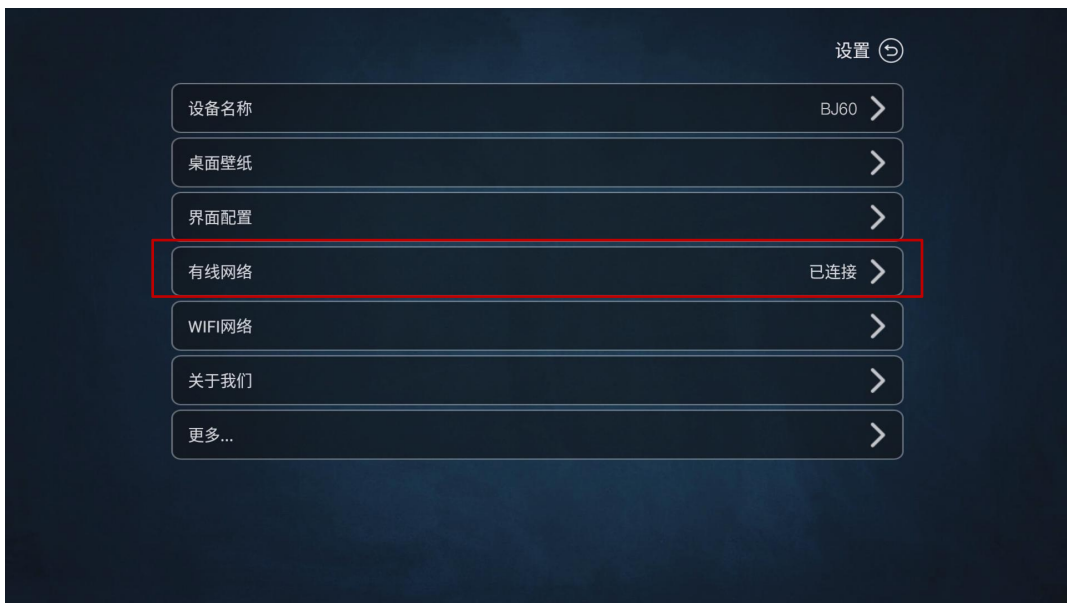 设置
设备名称 BJ60
桌面壁纸
界面配置
有线网络 已连接
WIFI网络
关于我们
更多...